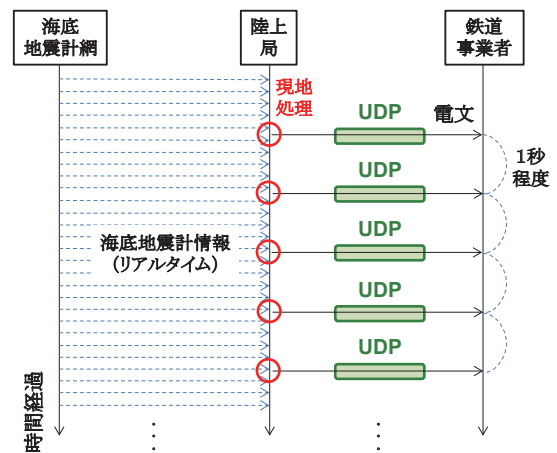 海底
地震計網
陸上
局
鉄道
事業者
現地
処理
UDP
電文
1秒
程度
UDP
海底地震計情報
(リアルタイム)
UDP
UDP
UDP
時間経過
⋮
⋮